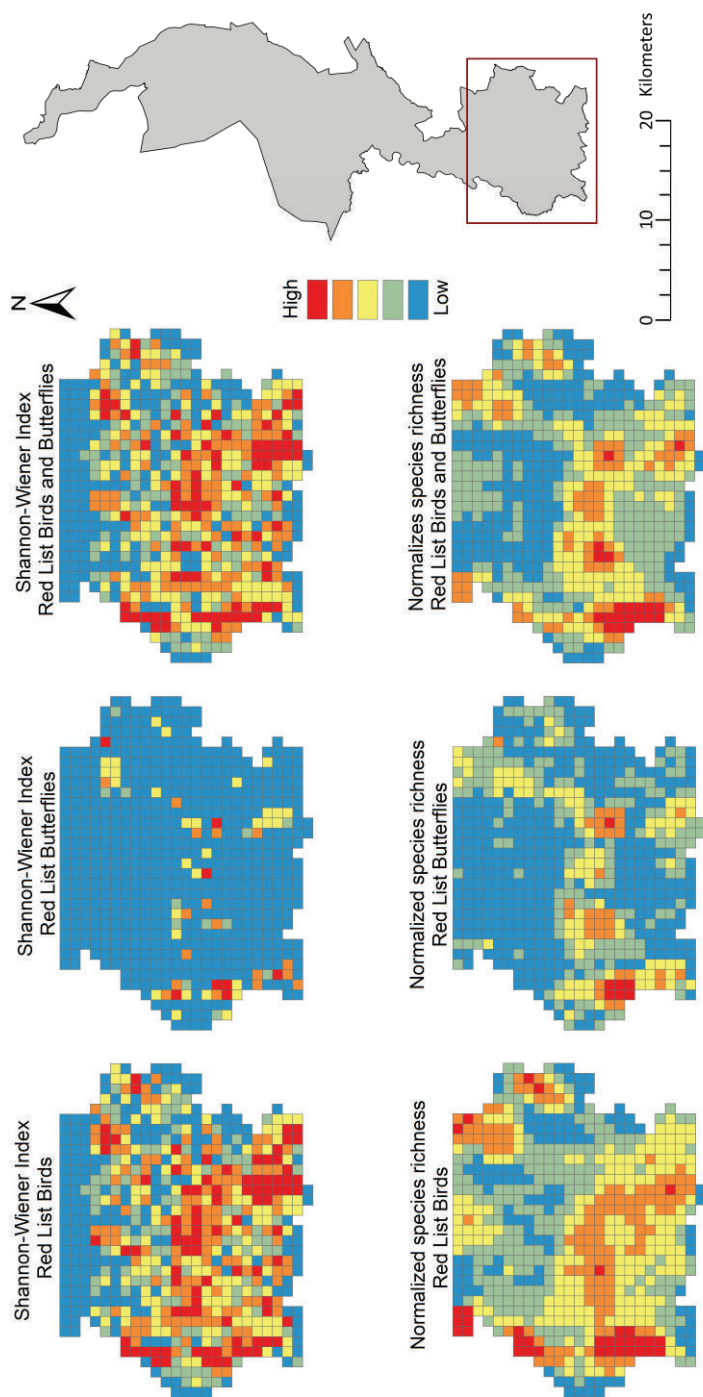 Shannon-Wiener Index
Red List Birds
Shannon-Wiener Index
Red List Butterflies
Shannon-Wiener Index
Red List Birds and Butterflies
N
High
Low
Normalized species richness
Red List Birds
Normalized species richness
Red List Butterflies
Normalizes species richness
Red List Birds and Butterflies
0 10 20 Kilometers